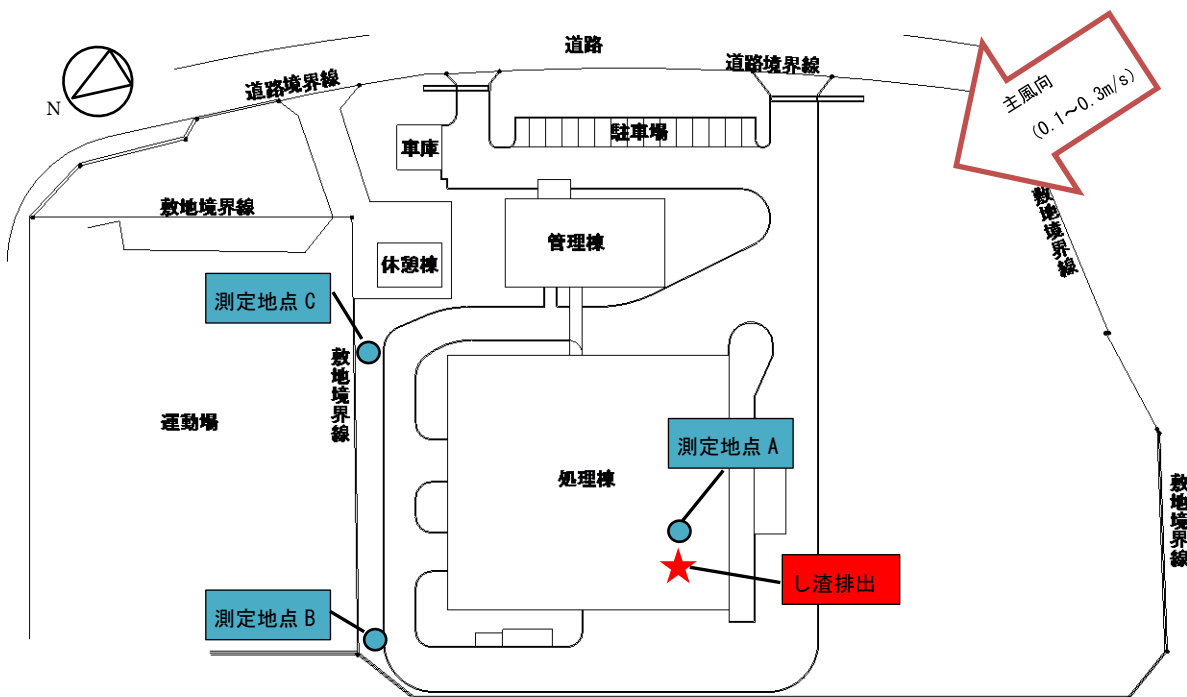 道路
道路境界線
道路境界線
主風向
(0.1~0.3m/s)
N
車庫
駐車場
敷地境界線
敷地境界線
管理棟
休憩棟
測定地点 C
敷地境界線
運動場
測定地点 A
処理棟
敷地境界線
し渣排出
測定地点 B